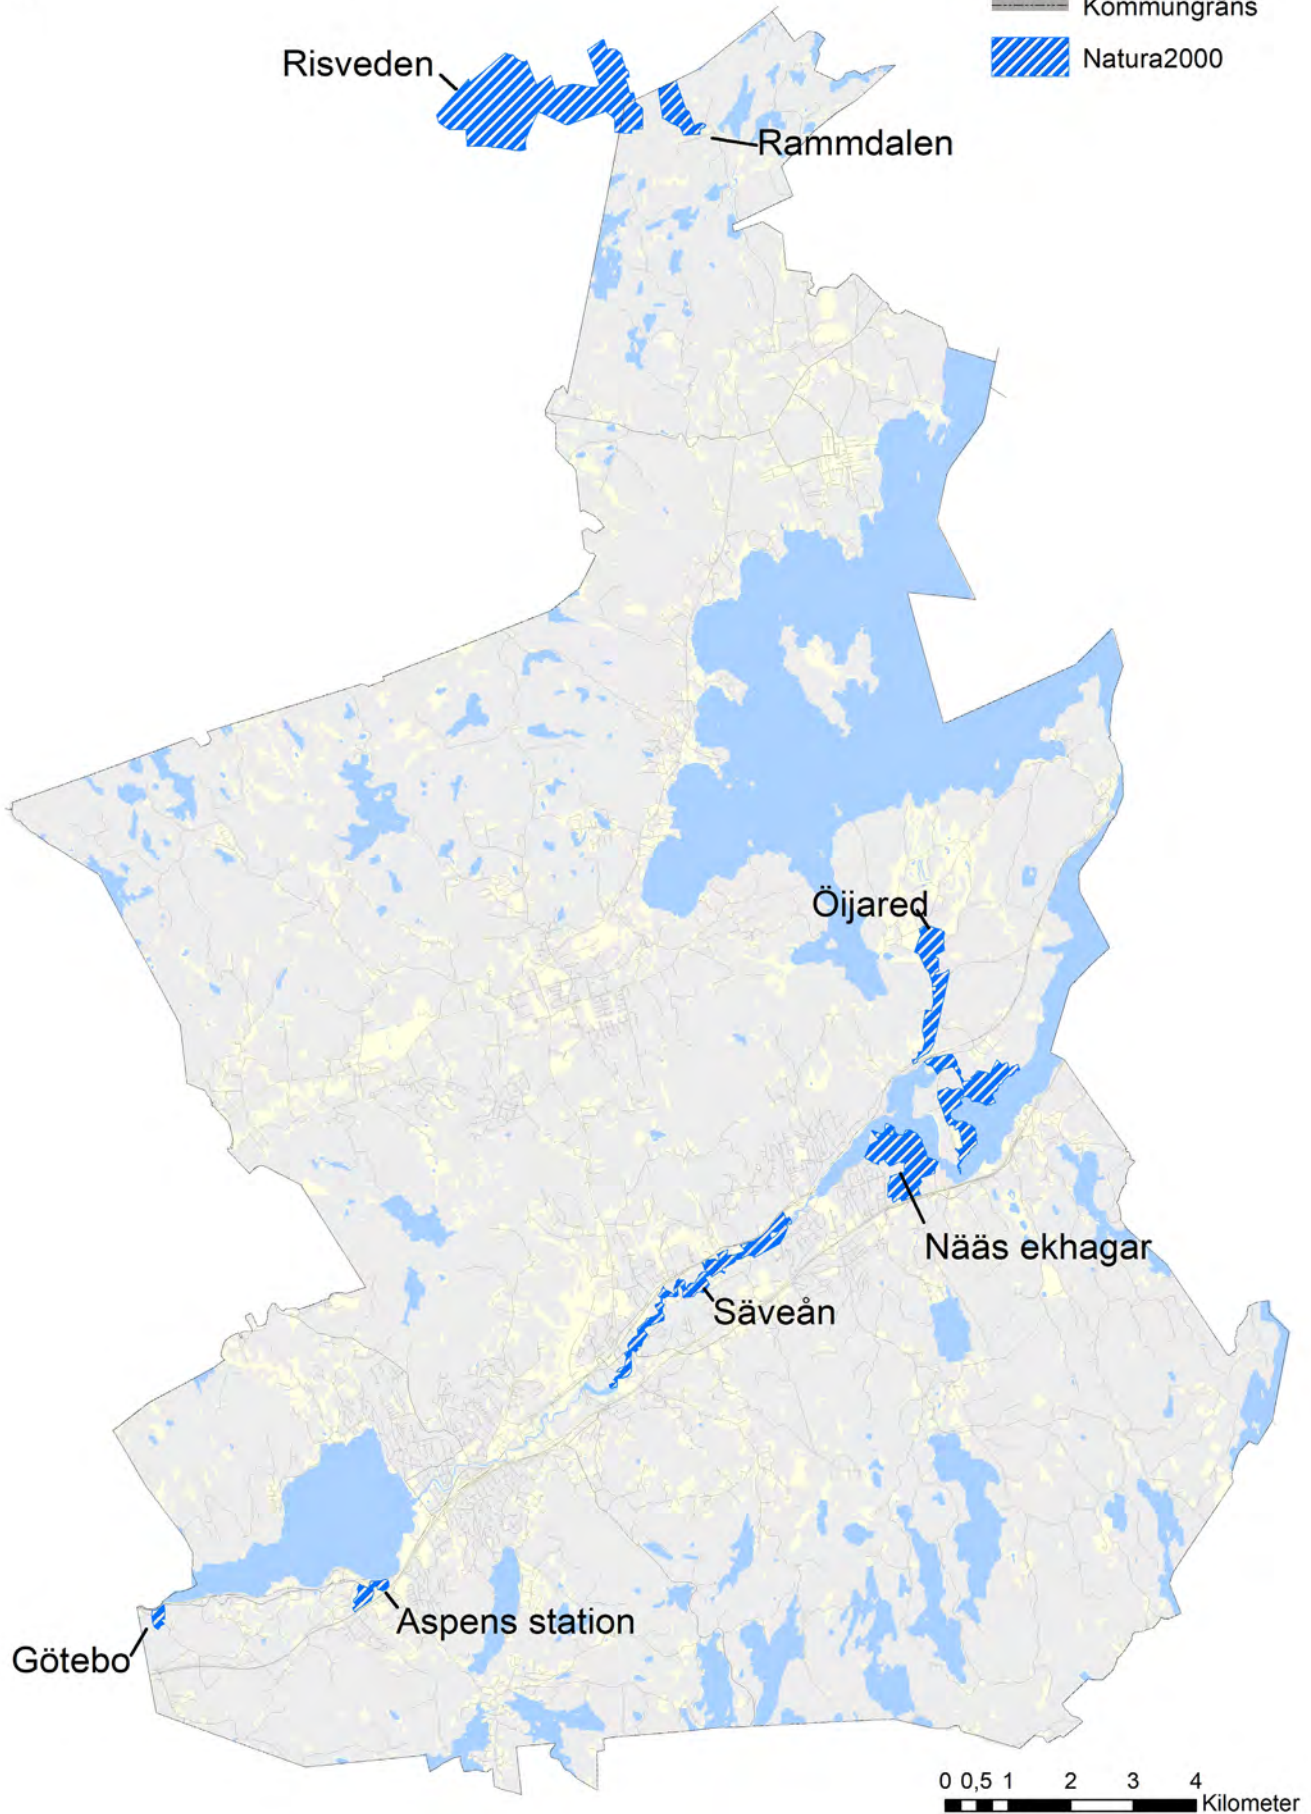 Kommungräns
Natura2000
Risveden
Rammdalen
Öijared
Nääs ekhagar
Säveån
Aspens station
Götebo
0 0,5 1 2 3 4
Kilometer